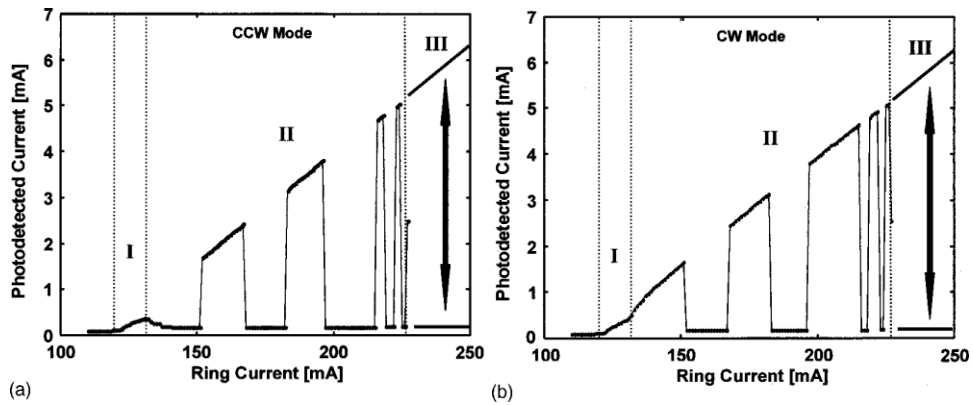 CCW Mode
I
II
III
Photodetected Current [mA]
0
1
2
3
4
5
6
7
100
150
200
250
Ring Current [mA]
(a)
CW Mode
I
II
III
Photodetected Current [mA]
0
1
2
3
4
5
6
7
100
150
200
250
Ring Current [mA]
(b)